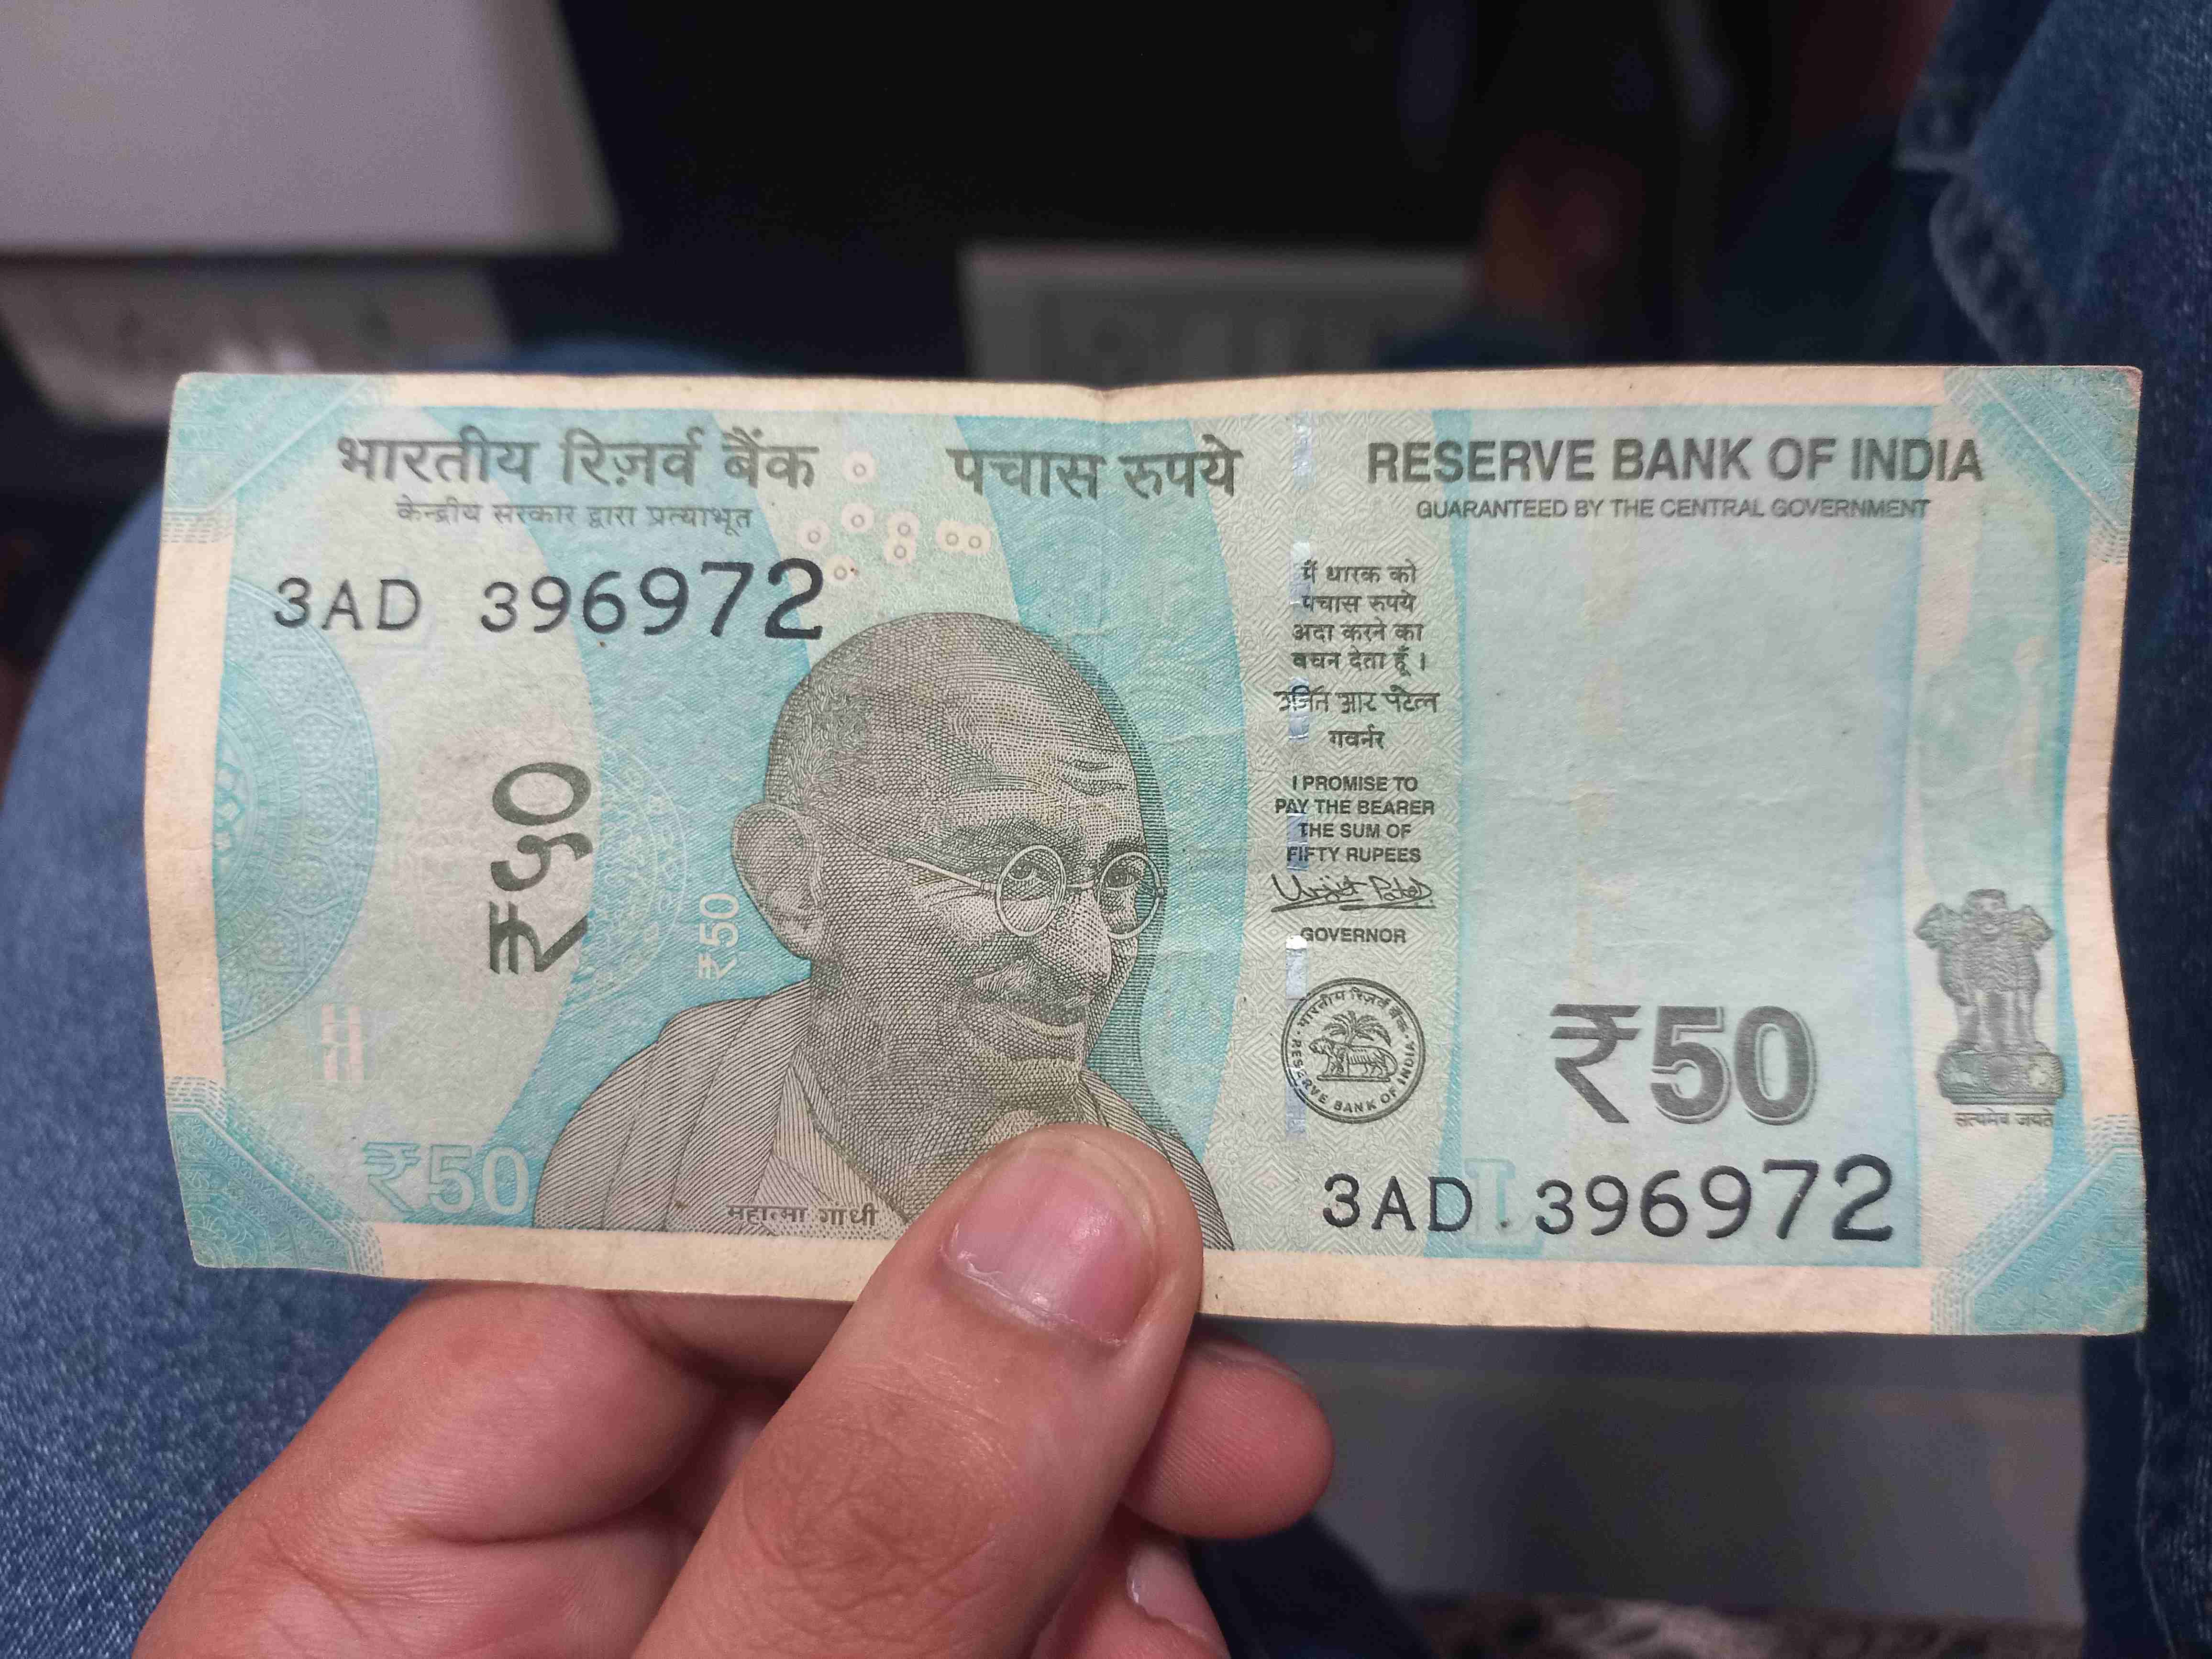 भारतीय रिज़र्व बैंक
केन्द्रीय सरकार द्वारा प्रत्याभूत
पचास रुपये
RESERVE BANK OF INDIA
GUARANTEED BY THE CENTRAL GOVERNMENT
3AD 396972
₹५०
₹50
₹50
महात्मा गांधी
मैं धारक को
पचास रुपये
अदा करने का
वचन देता हूँ ।
उर्जित आर पटेल
गवर्नर
I PROMISE TO
PAY THE BEARER
THE SUM OF
FIFTY RUPEES
Urjit Patel
GOVERNOR
भारतीय रिज़र्व बैंक
RESERVE BANK OF INDIA
₹50
सत्यमेव जयते
3AD 396972